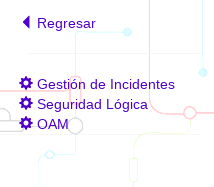 Regresar
Gestión de Incidentes
Seguridad Lógica
OAM